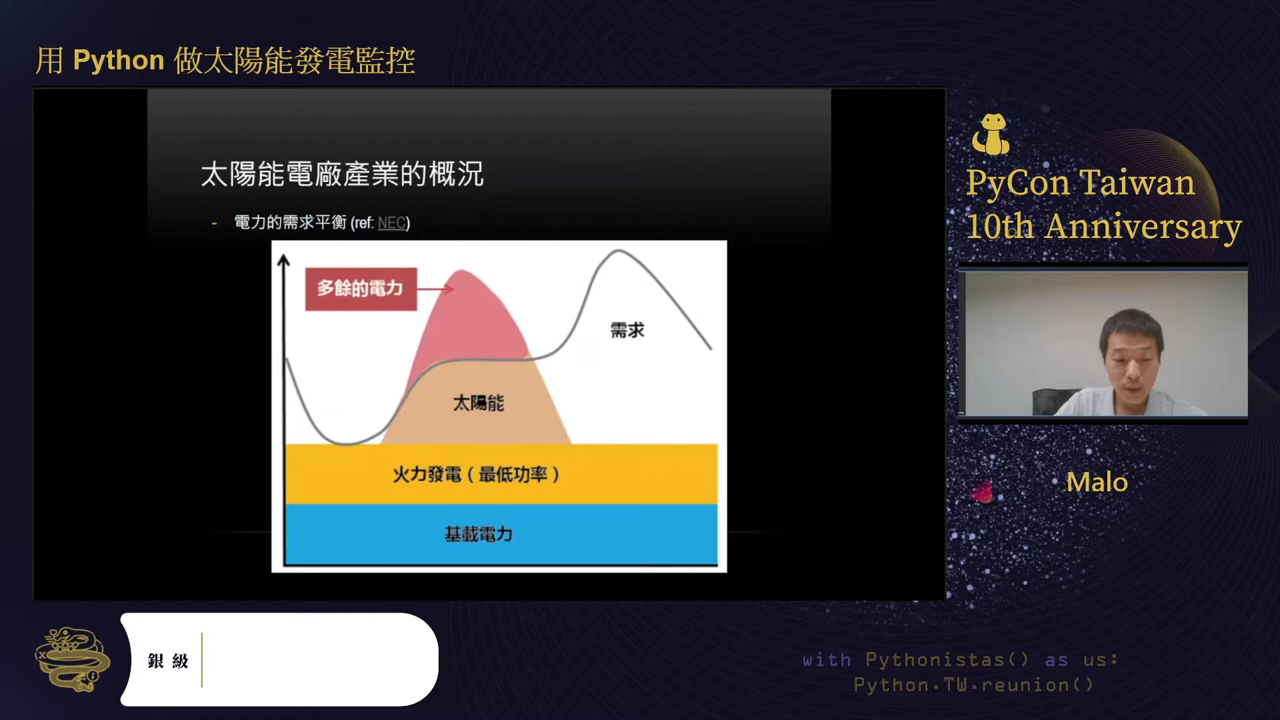 用 Python 做太陽能發電監控
太陽能電廠產業的概況
- 電力的需求平衡 (ref: NEC)
多餘的電力
需求
太陽能
火力發電（最低功率）
基載電力
PyCon Taiwan
10th Anniversary
Malo
銀級
with Pythonistas() as us:
Python.TW.reunion()